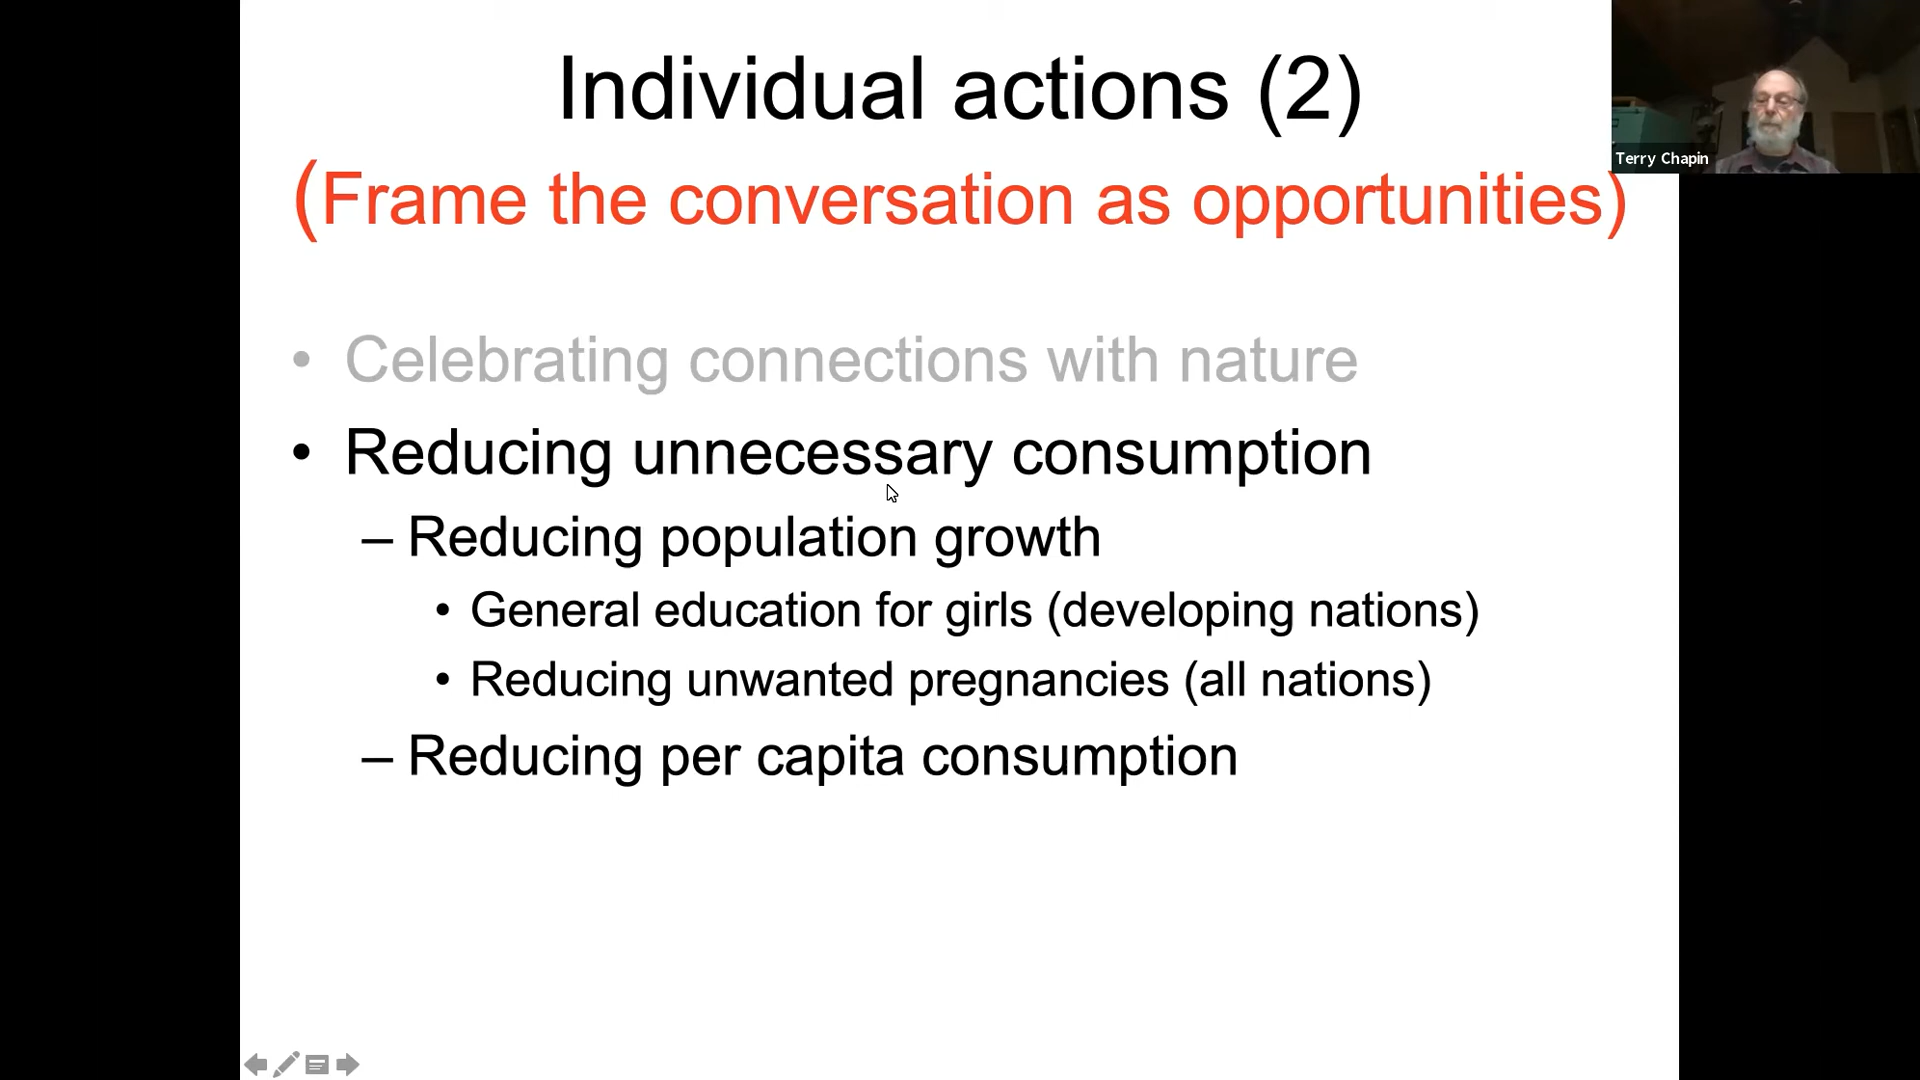 Individual actions (2)
(Frame the conversation as opportunities)
Terry Chapin
• Celebrating connections with nature
• Reducing unnecessary consumption
– Reducing population growth
• General education for girls (developing nations)
• Reducing unwanted pregnancies (all nations)
– Reducing per capita consumption